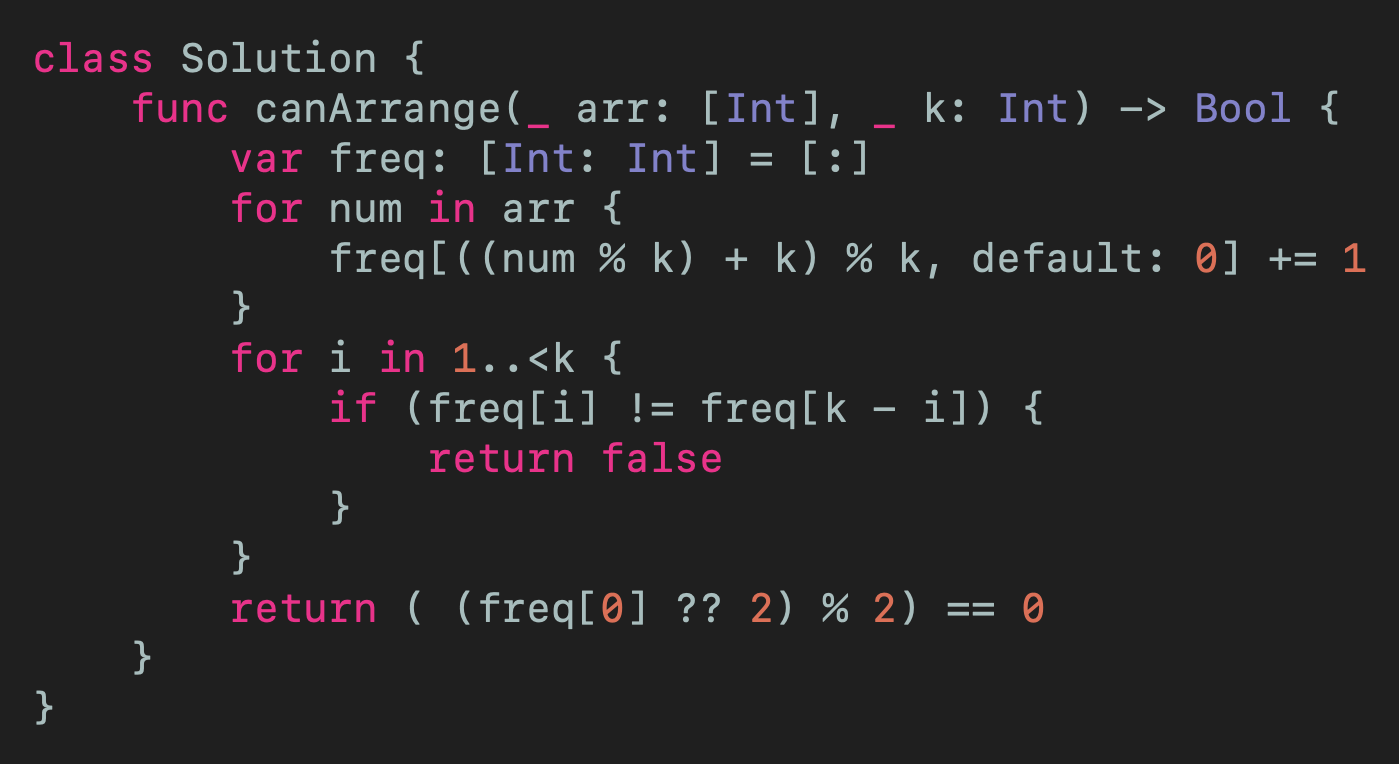 class Solution {
    func canArrange(_ arr: [Int], _ k: Int) -> Bool {
        var freq: [Int: Int] = [:]
        for num in arr {
            freq[((num % k) + k) % k, default: 0] += 1
        }
        for i in 1..<k {
            if (freq[i] != freq[k - i]) {
                return false
            }
        }
        return ( (freq[0] ?? 2) % 2) == 0
    }
}